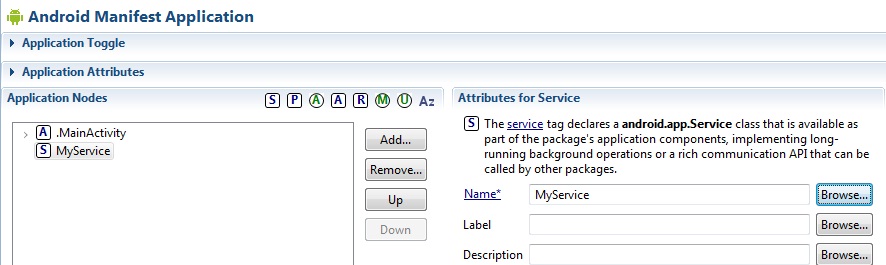 Android Manifest Application
Application Toggle
Application Attributes
Application Nodes
S P A A R M U Az
A .MainActivity
S MyService
Add...
Remove...
Up
Down
Attributes for Service
S The service tag declares a android.app.Service class that is available as
part of the package's application components, implementing long-
running background operations or a rich communication API that can be
called by other packages.
Name* MyService Browse...
Label Browse...
Description Browse...